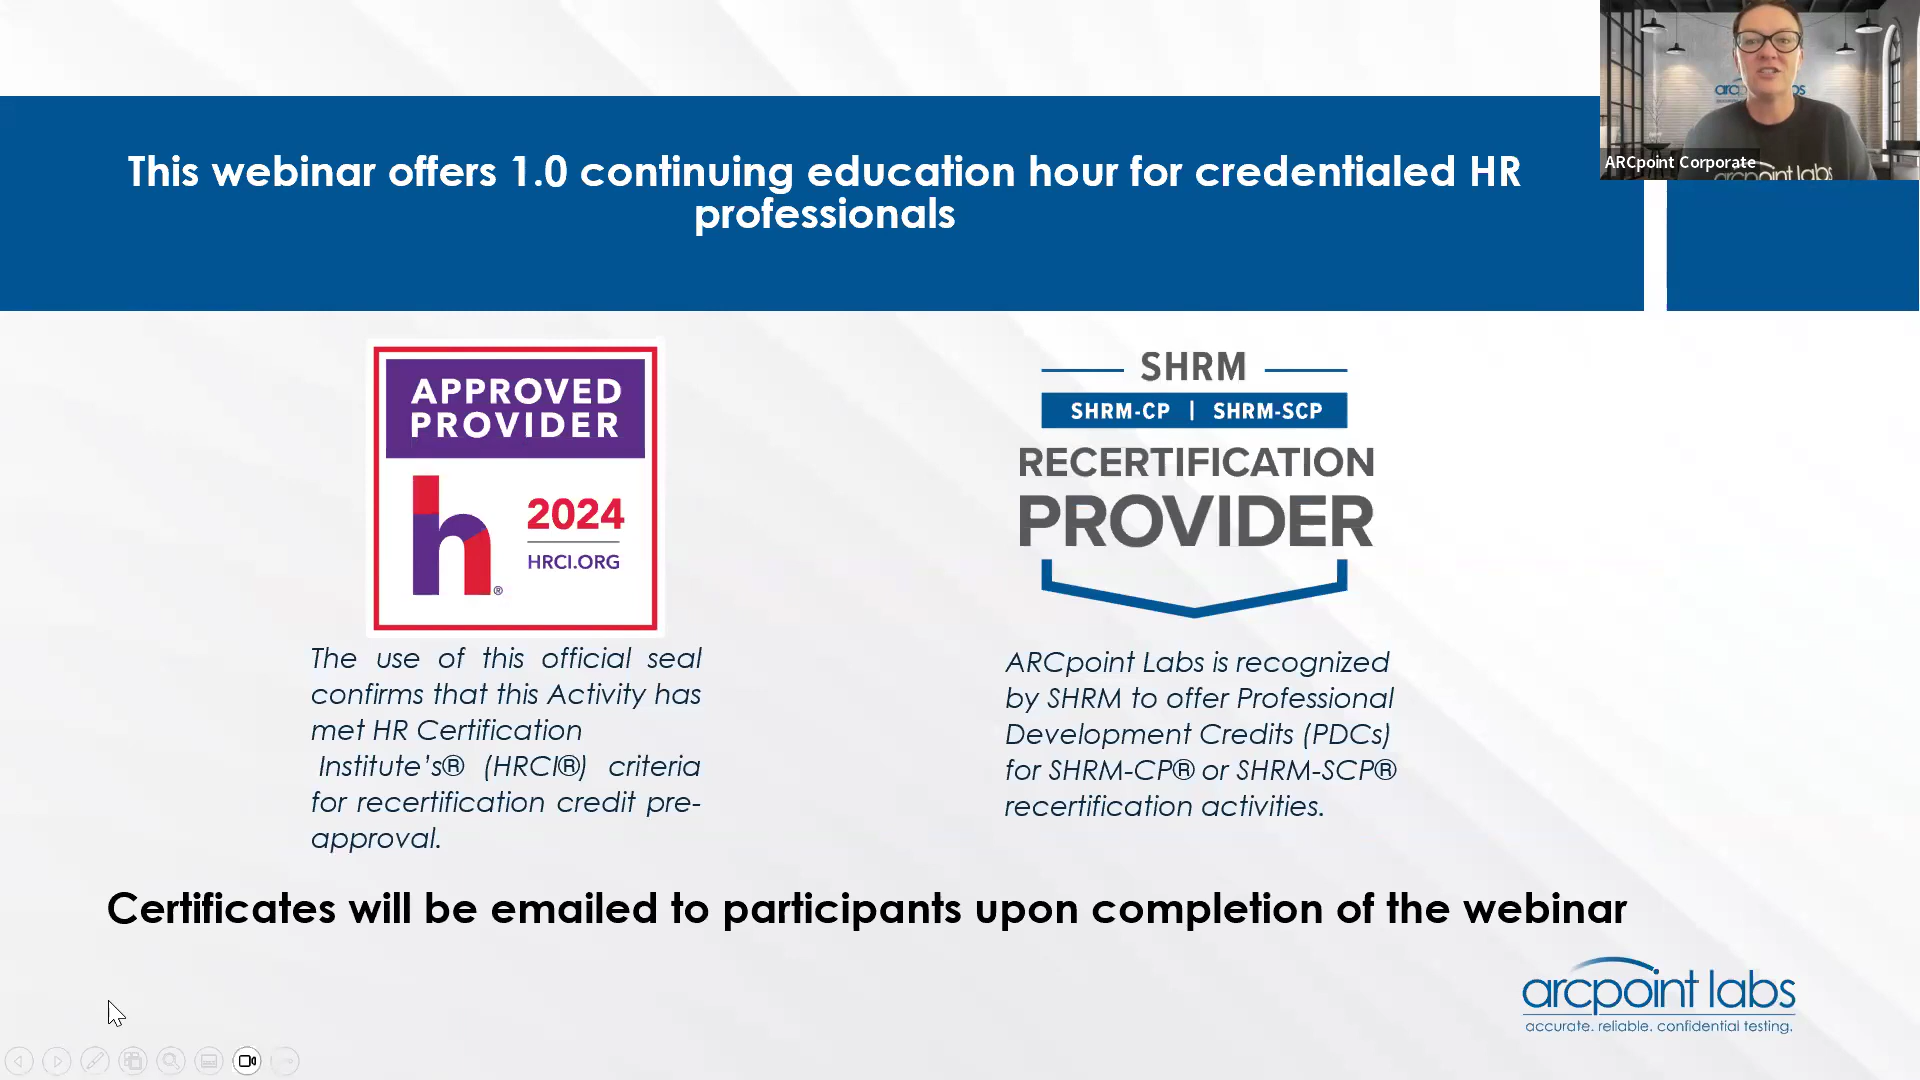 This webinar offers 1.0 continuing education hour for credentialed HR
professionals
arcpoint labs
ARCpoint Corporate
arcpoint labs
APPROVED
PROVIDER
h®
2024
HRCI.ORG
The use of this official seal
confirms that this Activity has
met HR Certification
Institute’s® (HRCI®) criteria
for recertification credit pre-
approval.
SHRM
SHRM-CP | SHRM-SCP
RECERTIFICATION
PROVIDER
ARCpoint Labs is recognized
by SHRM to offer Professional
Development Credits (PDCs)
for SHRM-CP® or SHRM-SCP®
recertification activities.
Certificates will be emailed to participants upon completion of the webinar
arcpoint labs
accurate. reliable. confidential testing.